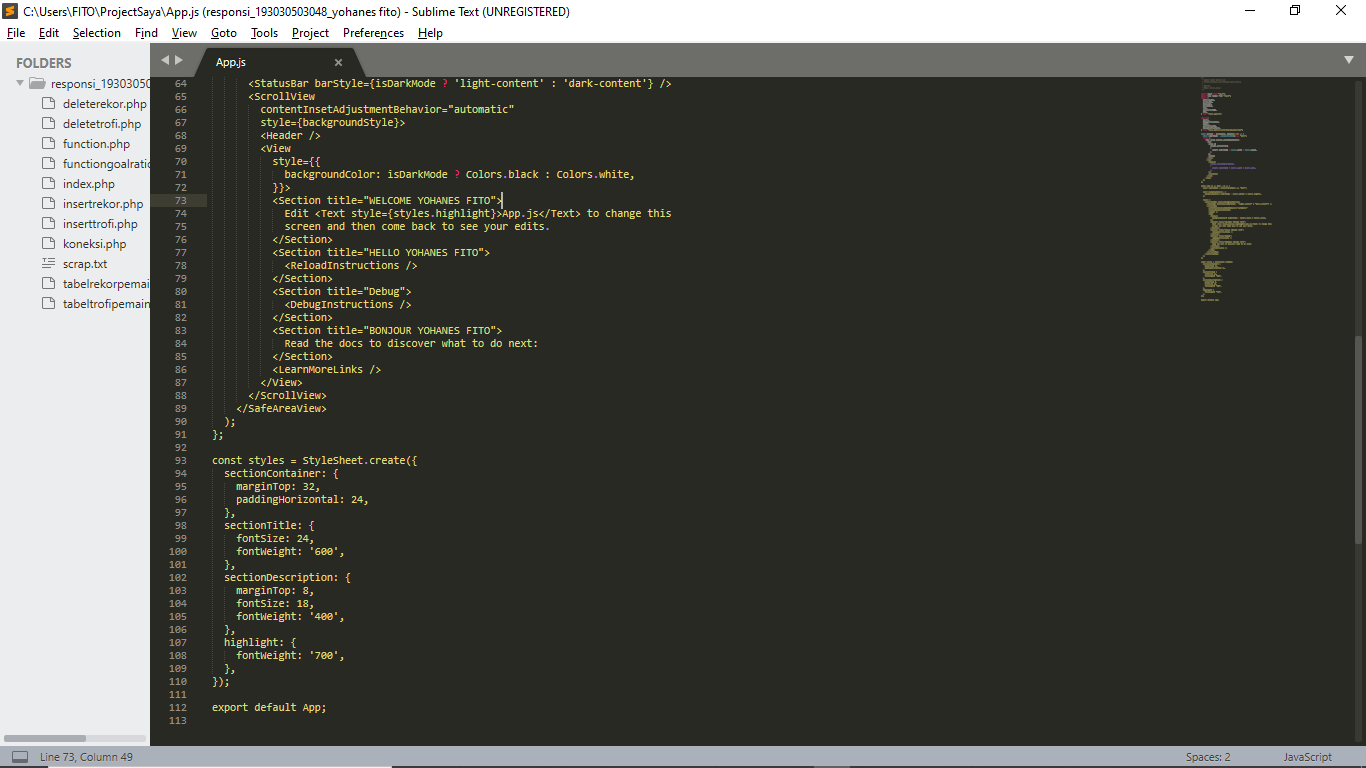 C:\Users\FITO\ProjectSaya\App.js (responsi_193030503048_yohanes fito) - Sublime Text (UNREGISTERED)
File Edit Selection Find View Goto Tools Project Preferences Help
FOLDERS
responsi_19303050
deleterekor.php
deletetrofi.php
function.php
functiongoalratio
index.php
insertrekor.php
inserttrofi.php
koneksi.php
scrap.txt
tabelrekorpemai
tabeltrofipemain
App.js
64 <StatusBar barStyle={isDarkMode ? 'light-content' : 'dark-content'} />
65 <ScrollView
66 contentInsetAdjustmentBehavior="automatic"
67 style={backgroundStyle}>
68 <Header />
69 <View
70 style={{
71 backgroundColor: isDarkMode ? Colors.black : Colors.white,
72 }}>
73 <Section title="WELCOME YOHANES FITO">
74 Edit <Text style={styles.highlight}>App.js</Text> to change this
75 screen and then come back to see your edits.
76 </Section>
77 <Section title="HELLO YOHANES FITO">
78 <ReloadInstructions />
79 </Section>
80 <Section title="Debug">
81 <DebugInstructions />
82 </Section>
83 <Section title="BONJOUR YOHANES FITO">
84 Read the docs to discover what to do next:
85 </Section>
86 <LearnMoreLinks />
87 </View>
88 </ScrollView>
89 </SafeAreaView>
90 );
91 };
92
93 const styles = StyleSheet.create({
94 sectionContainer: {
95 marginTop: 32,
96 paddingHorizontal: 24,
97 },
98 sectionTitle: {
99 fontSize: 24,
100 fontWeight: '600',
101 },
102 sectionDescription: {
103 marginTop: 8,
104 fontSize: 18,
105 fontWeight: '400',
106 },
107 highlight: {
108 fontWeight: '700',
109 },
110 });
111
112 export default App;
113
Line 73, Column 49
Spaces: 2
JavaScript